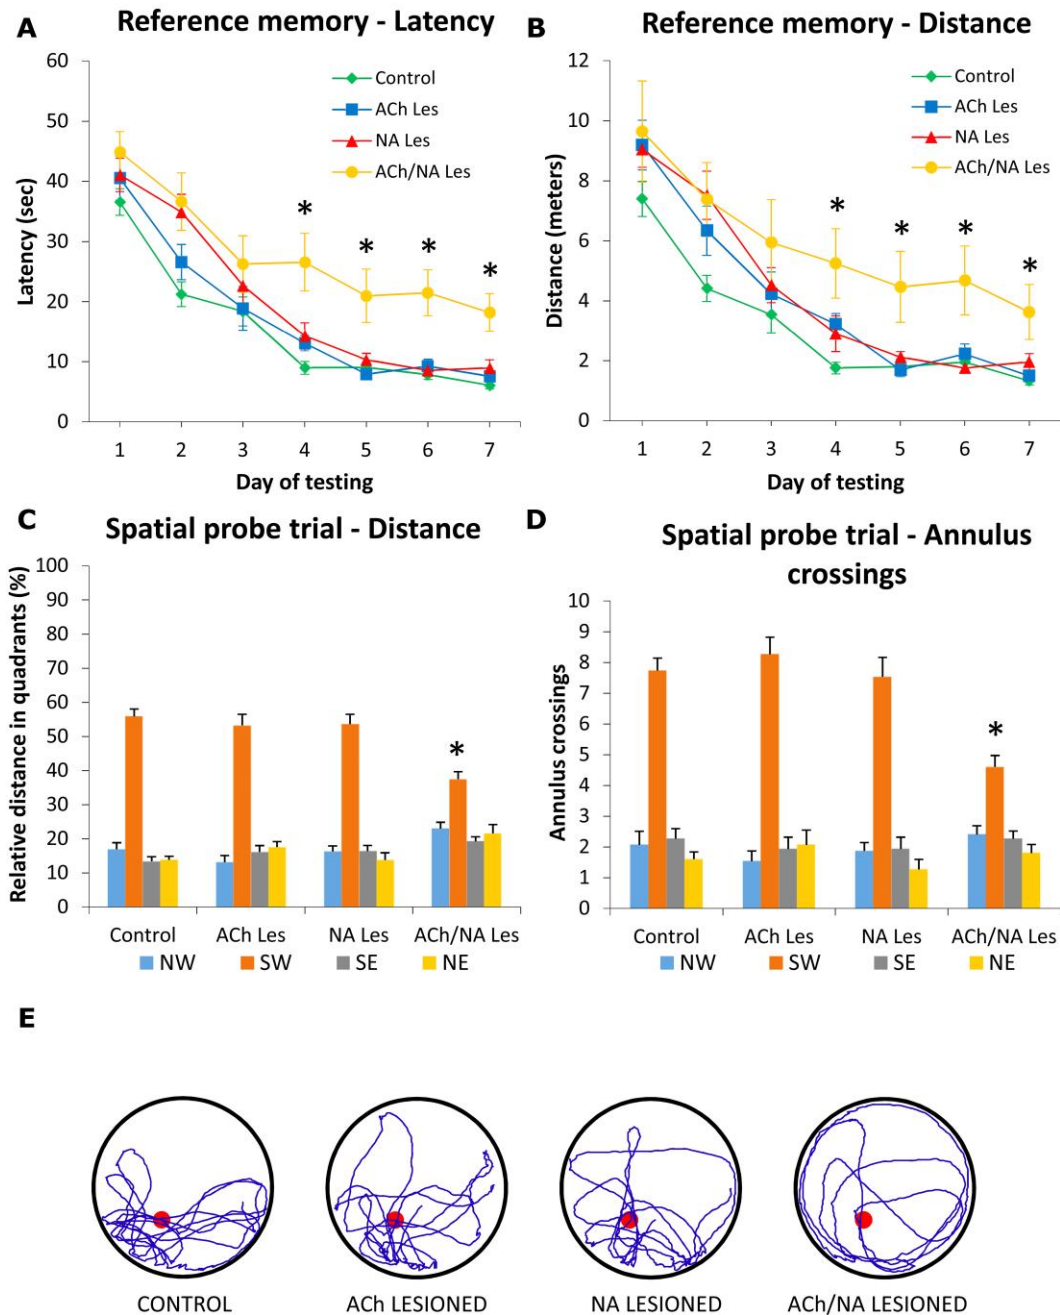 A
Reference memory - Latency
60
50
40
30
20
10
0
Latency (sec)
Control
ACh Les
NA Les
ACh/NA Les
*
*
*
*
1 2 3 4 5 6 7
Day of testing
B
Reference memory - Distance
12
10
8
6
4
2
0
Distance (meters)
Control
ACh Les
NA Les
ACh/NA Les
*
*
*
*
1 2 3 4 5 6 7
Day of testing
C
Spatial probe trial - Distance
100
90
80
70
60
50
40
30
20
10
0
Relative distance in quadrants (%)
*
Control ACh Les NA Les ACh/NA Les
NW SW SE NE
D
Spatial probe trial - Annulus
crossings
10
9
8
7
6
5
4
3
2
1
0
Annulus crossings
*
Control ACh Les NA Les ACh/NA Les
NW SW SE NE
E
CONTROL ACh LESIONED NA LESIONED ACh/NA LESIONED